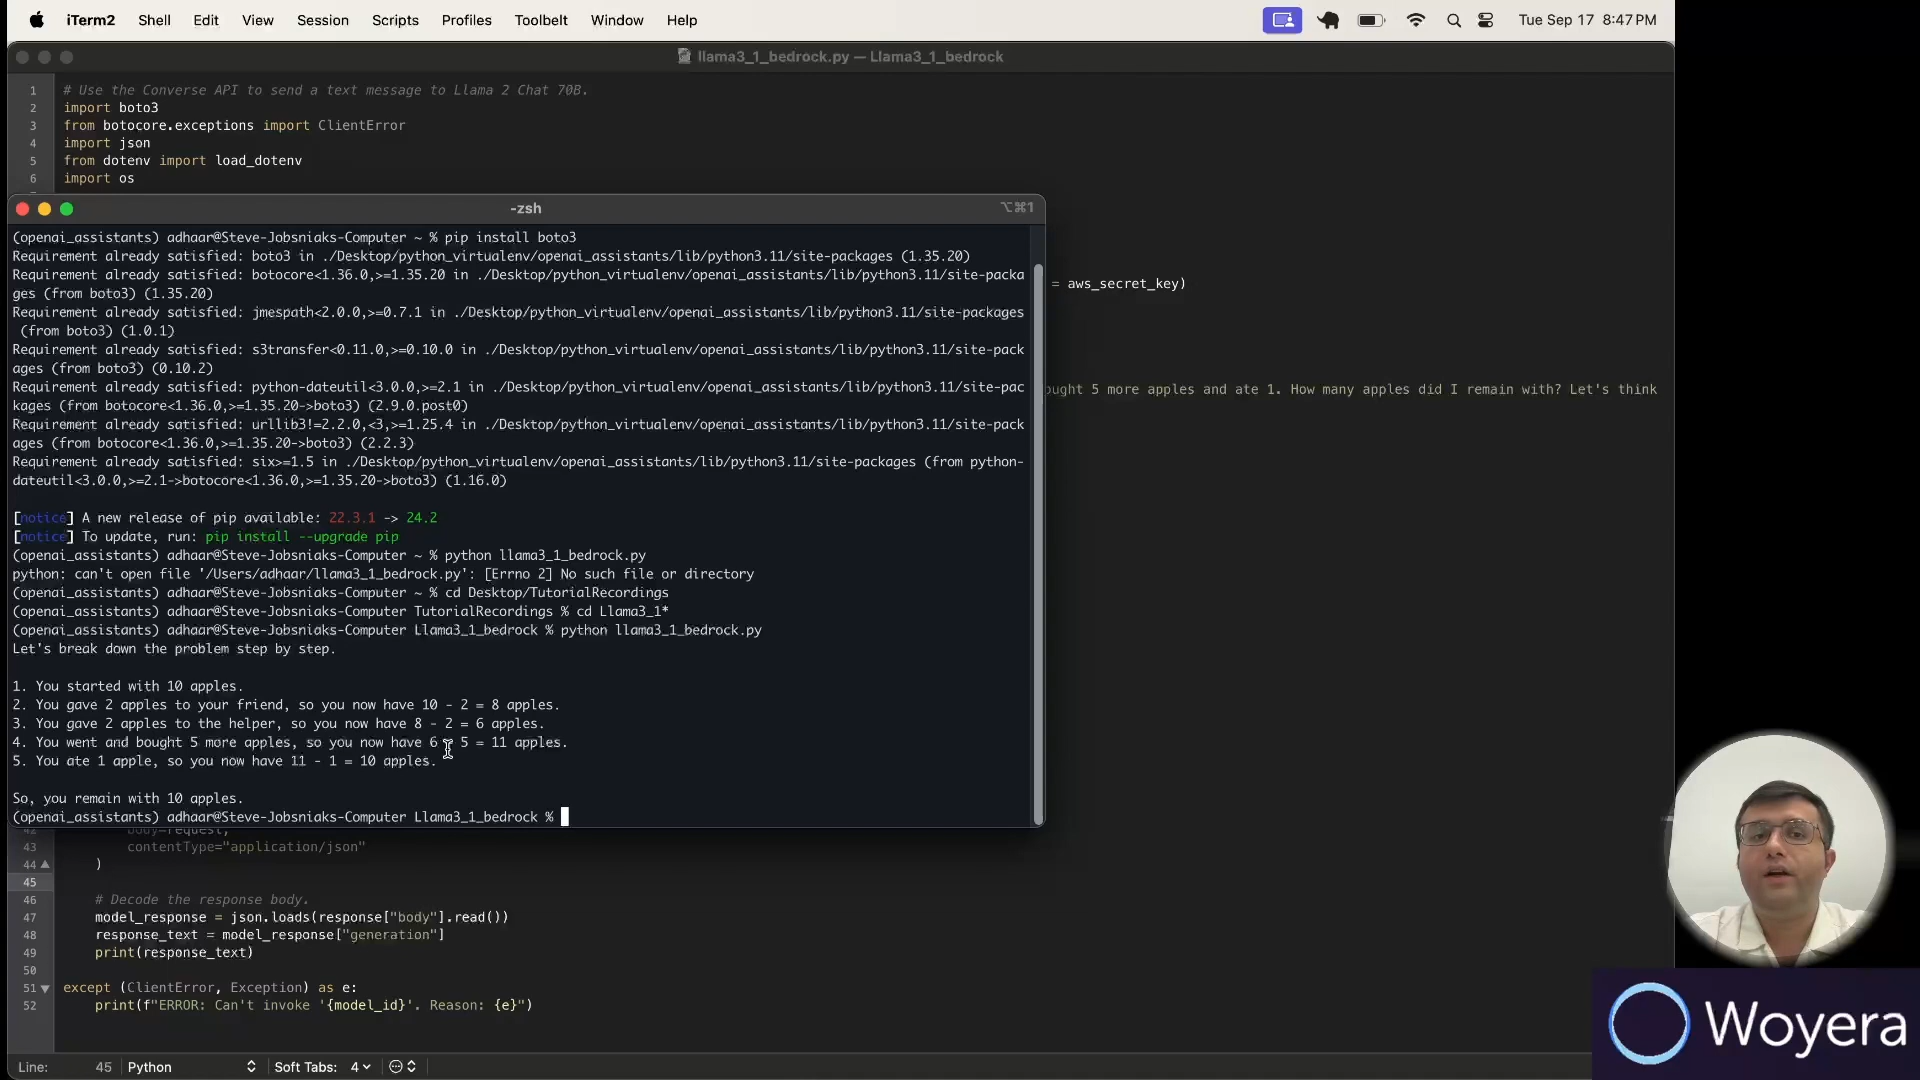 iTerm2 Shell Edit View Session Scripts Profiles Toolbelt Window Help Tue Sep 17 8:47 PM
llama3_1_bedrock.py — Llama3_1_bedrock
1 # Use the Converse API to send a text message to Llama 2 Chat 70B.
2 import boto3
3 from botocore.exceptions import ClientError
4 import json
5 from dotenv import load_dotenv
6 import os
-zsh ⌥⌘1
(openai_assistants) adhaar@Steve-Jobsniaks-Computer ~ % pip install boto3
Requirement already satisfied: boto3 in ./Desktop/python_virtualenv/openai_assistants/lib/python3.11/site-packages (1.35.20)
Requirement already satisfied: botocore<1.36.0,>=1.35.20 in ./Desktop/python_virtualenv/openai_assistants/lib/python3.11/site-packa
ges (from boto3) (1.35.20)
= aws_secret_key)
Requirement already satisfied: jmespath<2.0.0,>=0.7.1 in ./Desktop/python_virtualenv/openai_assistants/lib/python3.11/site-packages
(from boto3) (1.0.1)
Requirement already satisfied: s3transfer<0.11.0,>=0.10.0 in ./Desktop/python_virtualenv/openai_assistants/lib/python3.11/site-pack
ages (from boto3) (0.10.2)
Requirement already satisfied: python-dateutil<3.0.0,>=2.1 in ./Desktop/python_virtualenv/openai_assistants/lib/python3.11/site-pac
kages (from botocore<1.36.0,>=1.35.20->boto3) (2.9.0.post0)
ought 5 more apples and ate 1. How many apples did I remain with? Let's think
Requirement already satisfied: urllib3!=2.2.0,<3,>=1.25.4 in ./Desktop/python_virtualenv/openai_assistants/lib/python3.11/site-pack
ages (from botocore<1.36.0,>=1.35.20->boto3) (2.2.3)
Requirement already satisfied: six>=1.5 in ./Desktop/python_virtualenv/openai_assistants/lib/python3.11/site-packages (from python-
dateutil<3.0.0,>=2.1->botocore<1.36.0,>=1.35.20->boto3) (1.16.0)
[notice] A new release of pip available: 22.3.1 -> 24.2
[notice] To update, run: pip install --upgrade pip
(openai_assistants) adhaar@Steve-Jobsniaks-Computer ~ % python llama3_1_bedrock.py
python: can't open file '/Users/adhaar/llama3_1_bedrock.py': [Errno 2] No such file or directory
(openai_assistants) adhaar@Steve-Jobsniaks-Computer ~ % cd Desktop/TutorialRecordings
(openai_assistants) adhaar@Steve-Jobsniaks-Computer TutorialRecordings % cd Llama3_1*
(openai_assistants) adhaar@Steve-Jobsniaks-Computer Llama3_1_bedrock % python llama3_1_bedrock.py
Let's break down the problem step by step.
1. You started with 10 apples.
2. You gave 2 apples to your friend, so you now have 10 - 2 = 8 apples.
3. You gave 2 apples to the helper, so you now have 8 - 2 = 6 apples.
4. You went and bought 5 more apples, so you now have 6 5 = 11 apples.
5. You ate 1 apple, so you now have 11 - 1 = 10 apples.
So, you remain with 10 apples.
(openai_assistants) adhaar@Steve-Jobsniaks-Computer Llama3_1_bedrock %
42 body=request,
43 contentType="application/json"
44 )
45
46 # Decode the response body.
47 model_response = json.loads(response["body"].read())
48 response_text = model_response["generation"]
49 print(response_text)
50
51 except (ClientError, Exception) as e:
52 print(f"ERROR: Can't invoke '{model_id}'. Reason: {e}")
Line: 45 Python Soft Tabs: 4
Woyera